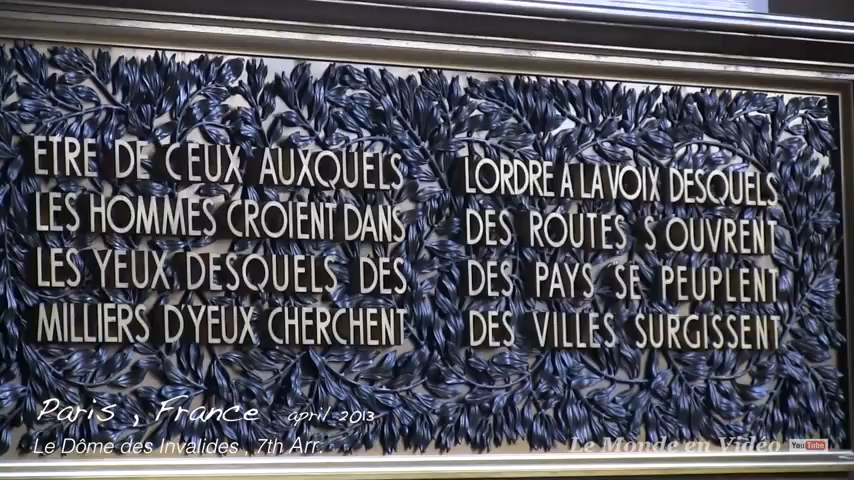 ETRE DE CEUX AUXQUELS
LES HOMMES CROIENT DANS
LES YEUX DESQUELS DES
MILLIERS D'YEUX CHERCHENT
L'ORDRE A LA VOIX DESQUELS
DES ROUTES S'OUVRENT
DES PAYS SE PEUPLENT
DES VILLES SURGISSENT
Paris , France april 2013
Le Dôme des Invalides , 7th Arr.
Le Monde en Vidéo YouTube